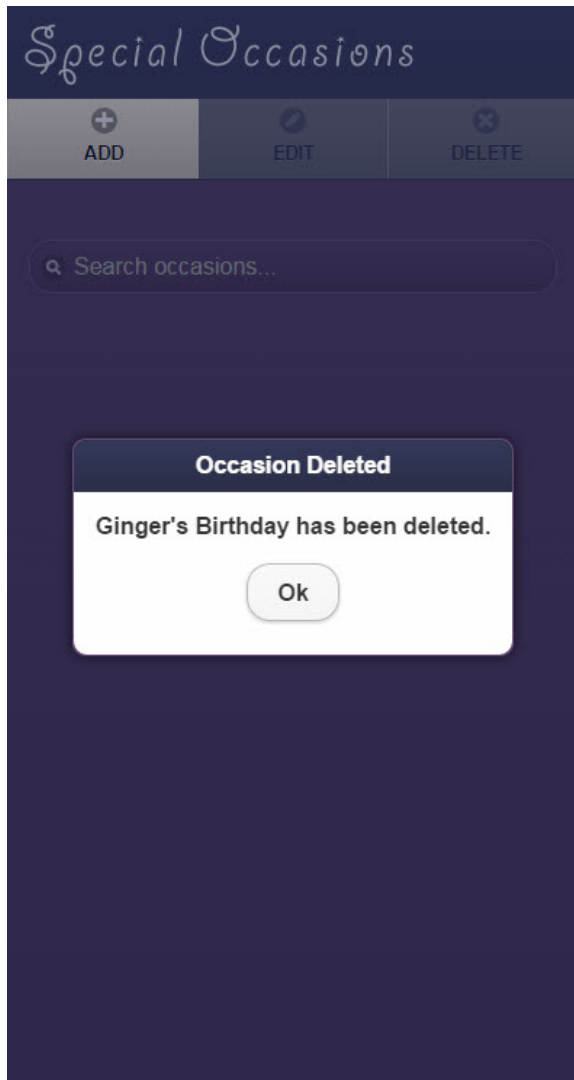 Special Occasions
ADD EDIT DELETE
Search occasions...
Occasion Deleted
Ginger's Birthday has been deleted.
Ok